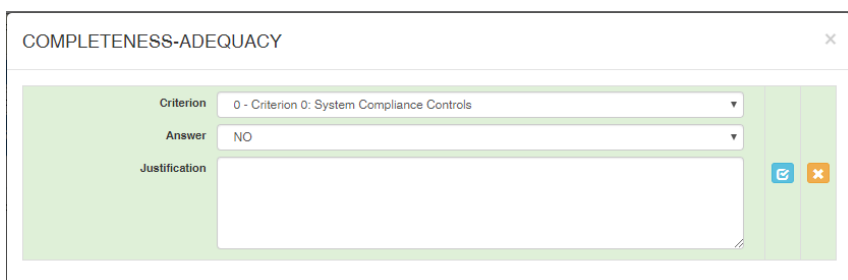 COMPLETENESS-ADEQUACY
Criterion 0 - Criterion 0: System Compliance Controls
Answer NO
Justification